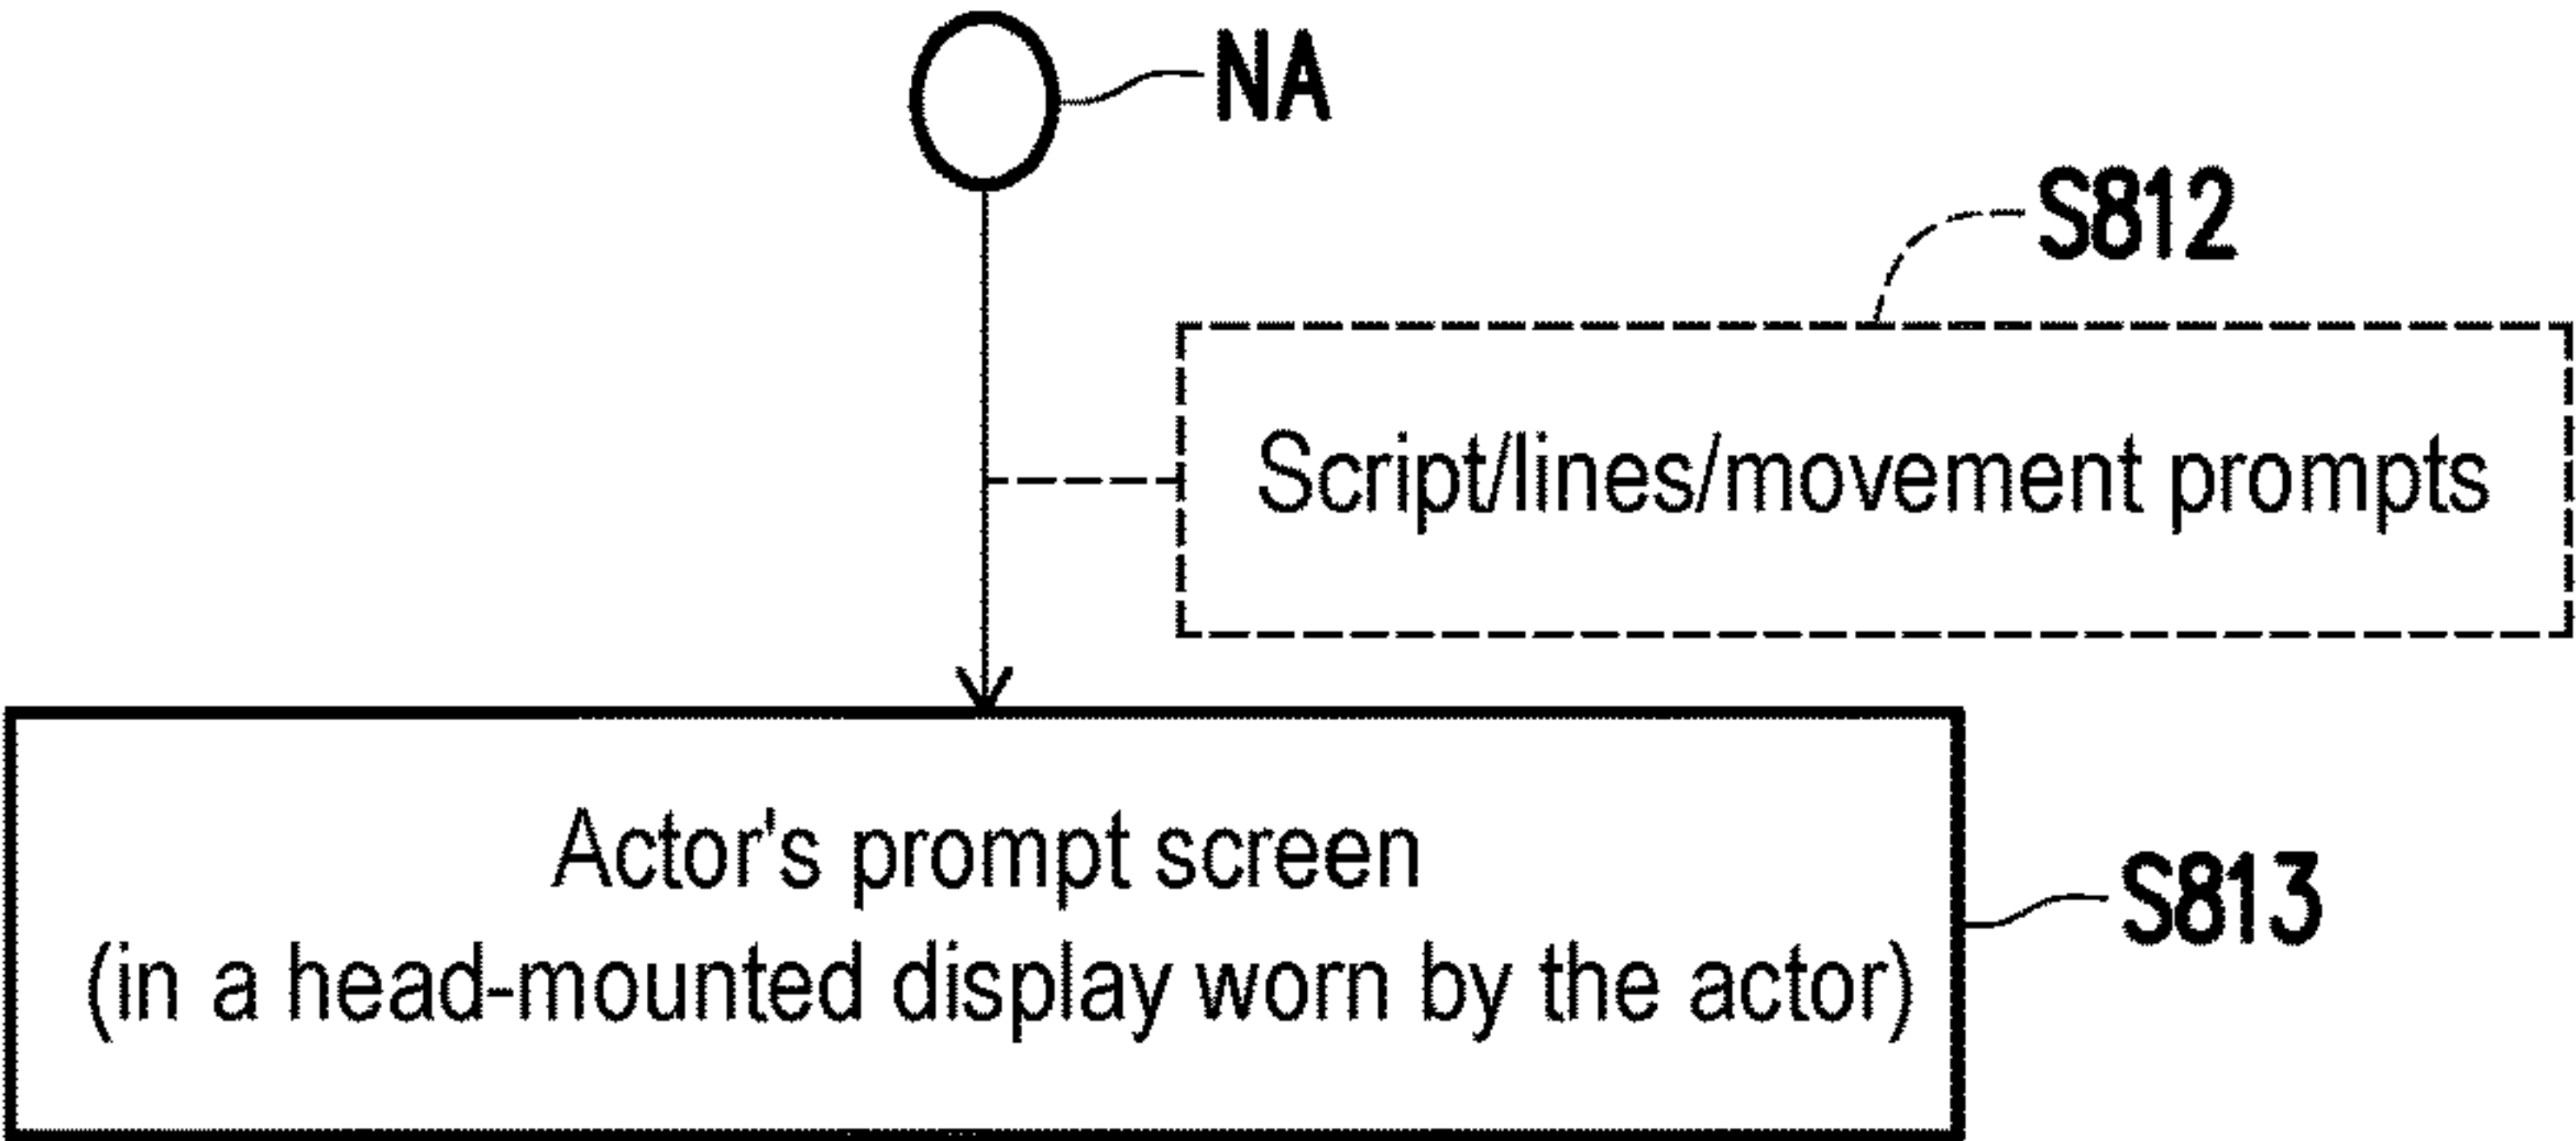 NA
S812
Script/lines/movement prompts
Actor's prompt screen
(in a head-mounted display worn by the actor)
S813